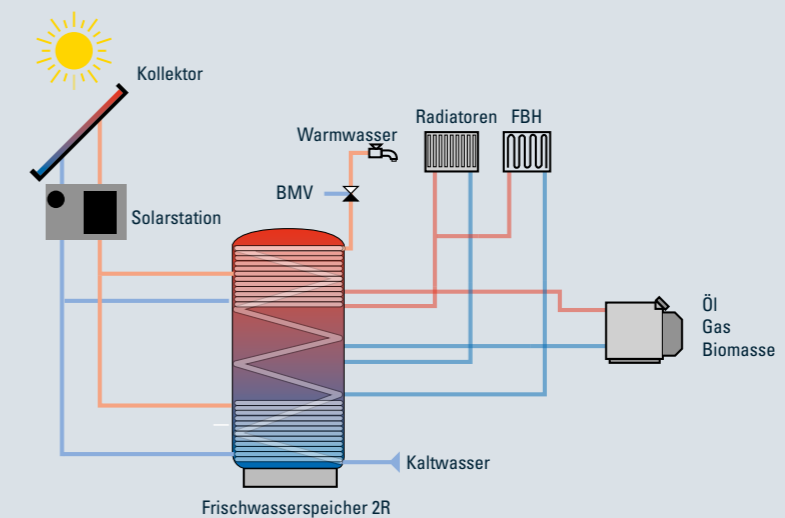 Kollektor
Radiatoren
FBH
Warmwasser
BMV
Solarstation
Öl
Gas
Biomasse
Kaltwasser
Frischwasserspeicher 2R